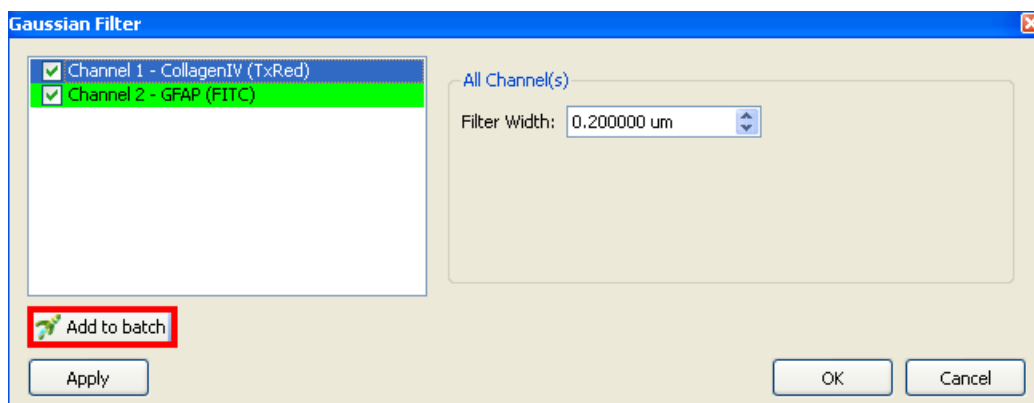 Gaussian Filter
Channel 1 - CollagenIV (TxRed)
Channel 2 - GFAP (FITC)
All Channel(s)
Filter Width: 0.200000 um
Add to batch
Apply
OK
Cancel